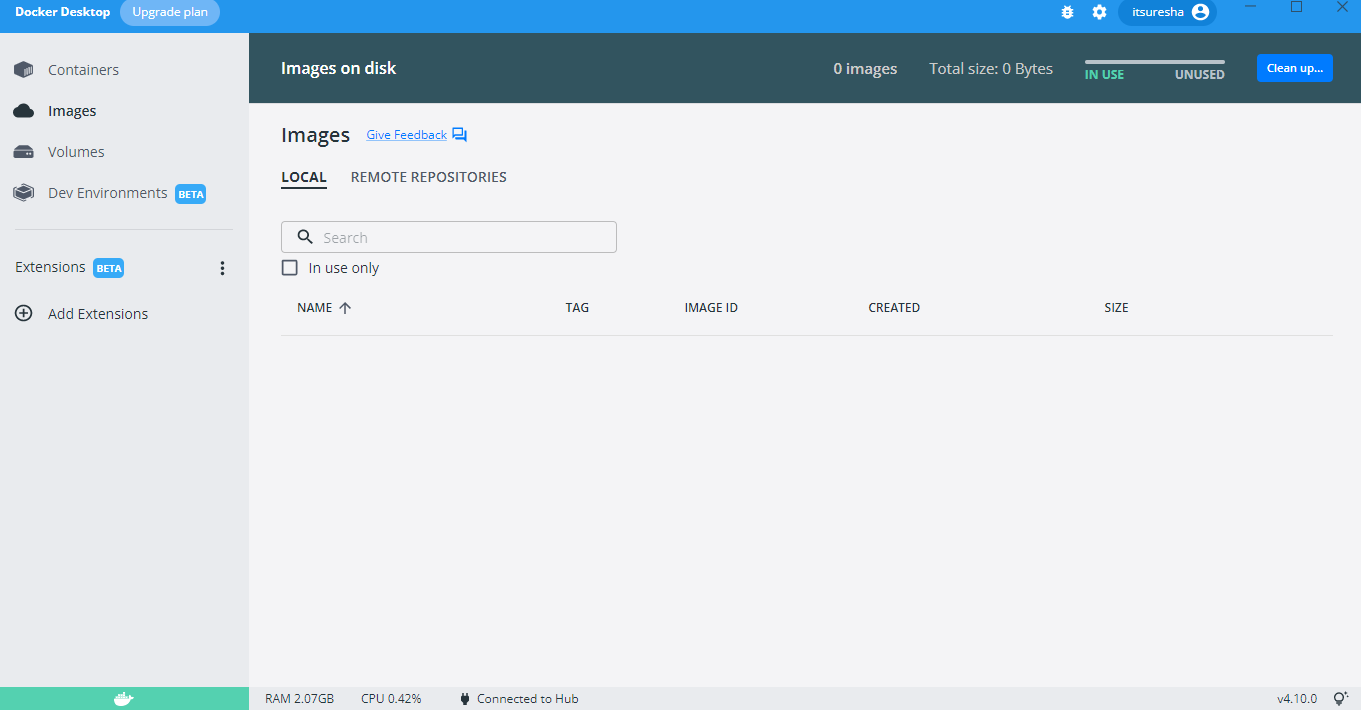 Docker Desktop Upgrade plan itsuresha
Containers
Images
Volumes
Dev Environments BETA
Extensions BETA
Add Extensions
Images on disk 0 images Total size: 0 Bytes IN USE UNUSED Clean up...
Images Give Feedback
LOCAL REMOTE REPOSITORIES
Search
In use only
NAME TAG IMAGE ID CREATED SIZE
RAM 2.07GB CPU 0.42% Connected to Hub v4.10.0